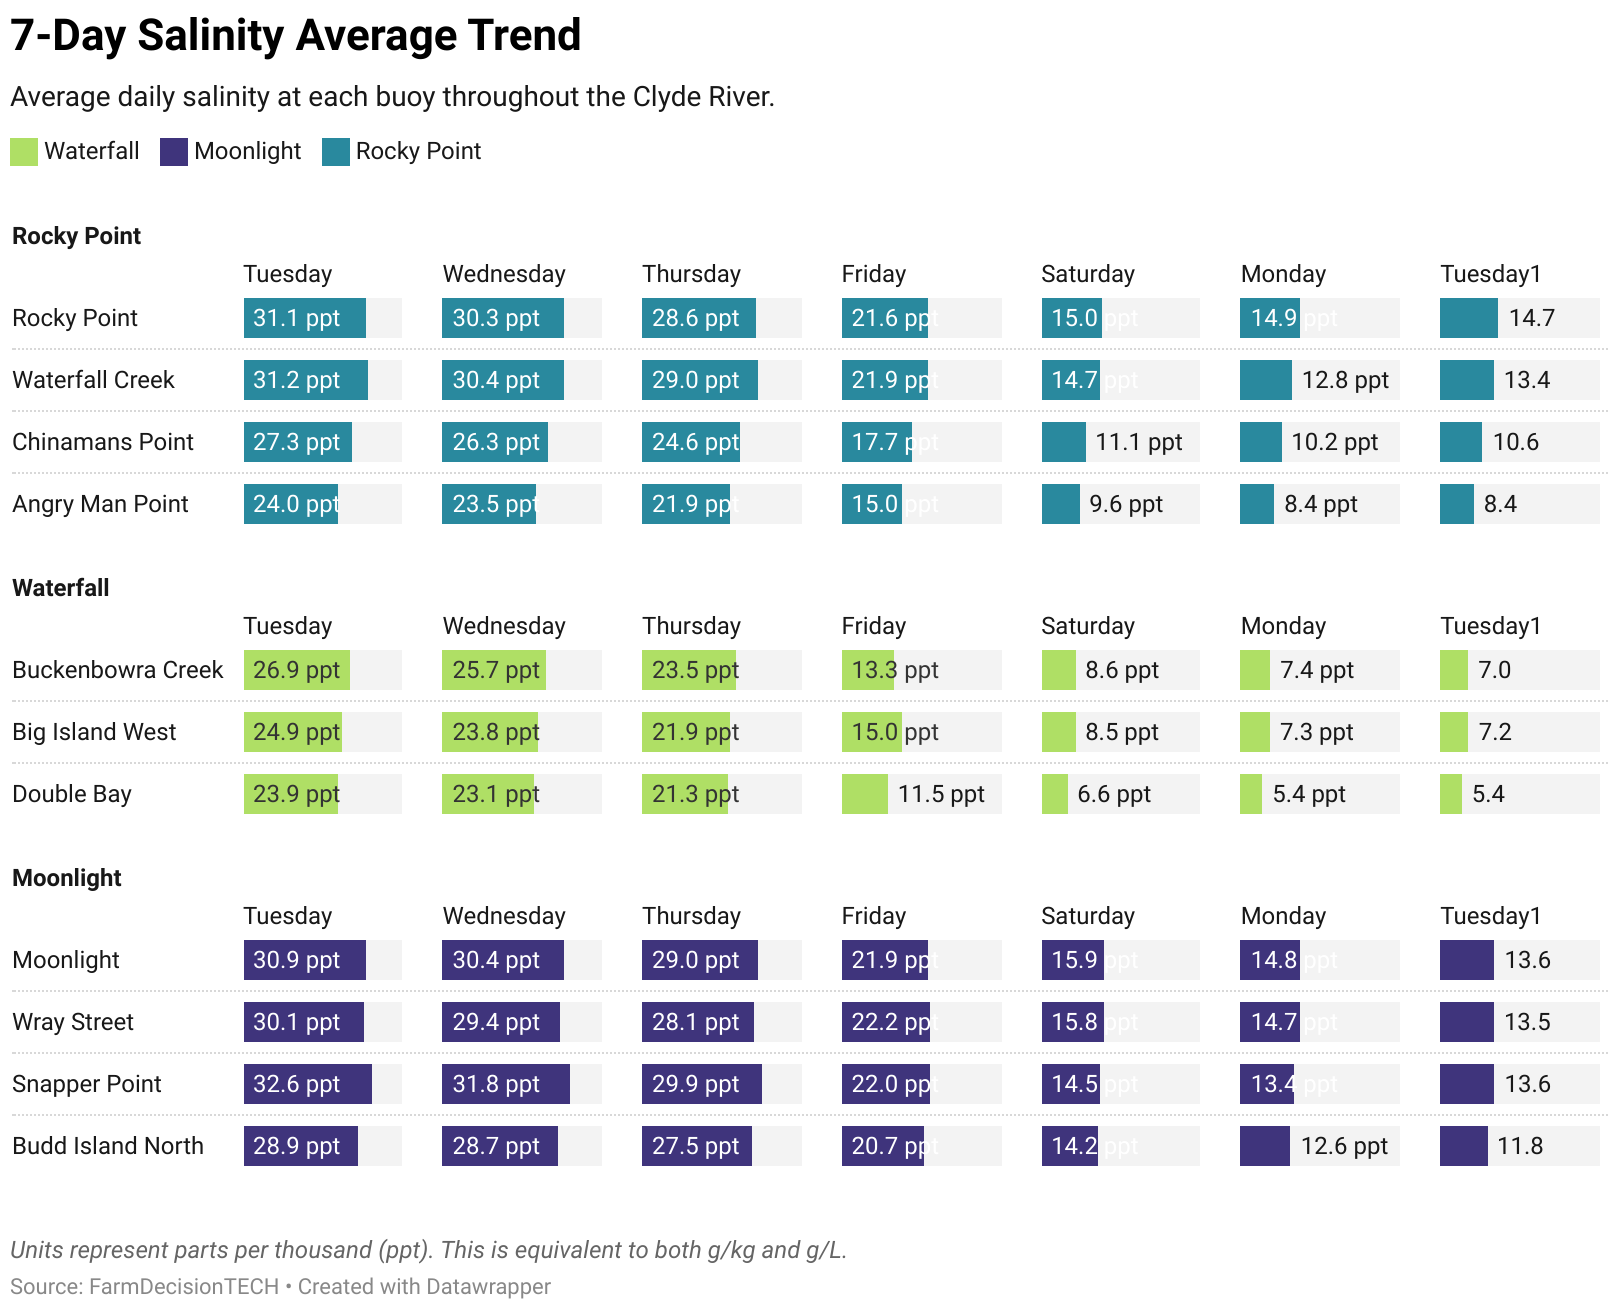 7-Day Salinity Average Trend
Average daily salinity at each buoy throughout the Clyde River.
Waterfall Moonlight Rocky Point
Rocky Point
Tuesday Wednesday Thursday Friday Saturday Monday Tuesday1
Rocky Point 31.1 ppt 30.3 ppt 28.6 ppt 21.6 ppt 15.0 ppt 14.9 ppt 14.7
Waterfall Creek 31.2 ppt 30.4 ppt 29.0 ppt 21.9 ppt 14.7 ppt 12.8 ppt 13.4
Chinamans Point 27.3 ppt 26.3 ppt 24.6 ppt 17.7 ppt 11.1 ppt 10.2 ppt 10.6
Angry Man Point 24.0 ppt 23.5 ppt 21.9 ppt 15.0 ppt 9.6 ppt 8.4 ppt 8.4
Waterfall
Tuesday Wednesday Thursday Friday Saturday Monday Tuesday1
Buckenbowra Creek 26.9 ppt 25.7 ppt 23.5 ppt 13.3 ppt 8.6 ppt 7.4 ppt 7.0
Big Island West 24.9 ppt 23.8 ppt 21.9 ppt 15.0 ppt 8.5 ppt 7.3 ppt 7.2
Double Bay 23.9 ppt 23.1 ppt 21.3 ppt 11.5 ppt 6.6 ppt 5.4 ppt 5.4
Moonlight
Tuesday Wednesday Thursday Friday Saturday Monday Tuesday1
Moonlight 30.9 ppt 30.4 ppt 29.0 ppt 21.9 ppt 15.9 ppt 14.8 ppt 13.6
Wray Street 30.1 ppt 29.4 ppt 28.1 ppt 22.2 ppt 15.8 ppt 14.7 ppt 13.5
Snapper Point 32.6 ppt 31.8 ppt 29.9 ppt 22.0 ppt 14.5 ppt 13.4 ppt 13.6
Budd Island North 28.9 ppt 28.7 ppt 27.5 ppt 20.7 ppt 14.2 ppt 12.6 ppt 11.8
Units represent parts per thousand (ppt). This is equivalent to both g/kg and g/L.
Source: FarmDecisionTECH • Created with Datawrapper